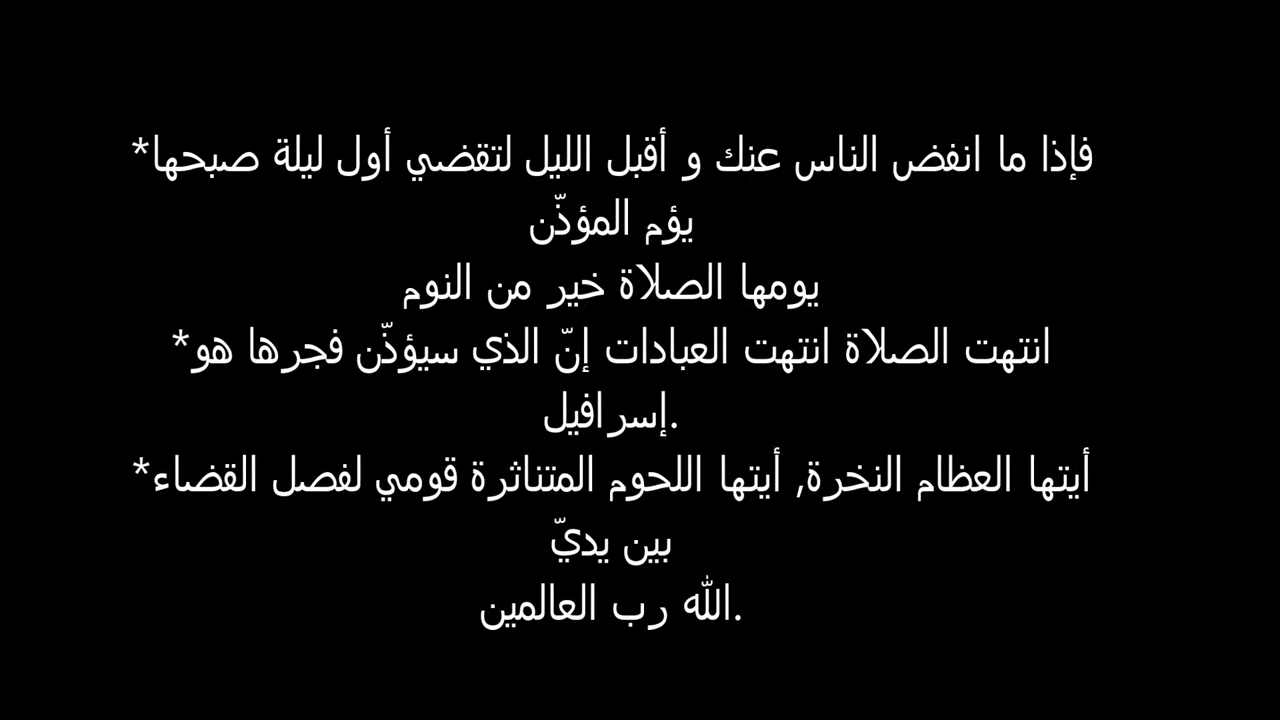 فإذا ما انفض الناس عنك و أقبل الليل لتقضي أول ليلة صبحها*
يؤم المؤذّن
يومها الصلاة خير من النوم
انتهت الصلاة انتهت العبادات إنّ الذي سيؤذّن فجرها هو*
إسرافيل.
أيتها العظام النخرة, أيتها اللحوم المتناثرة قومي لفصل القضاء*
بين يديّ
الله رب العالمين.